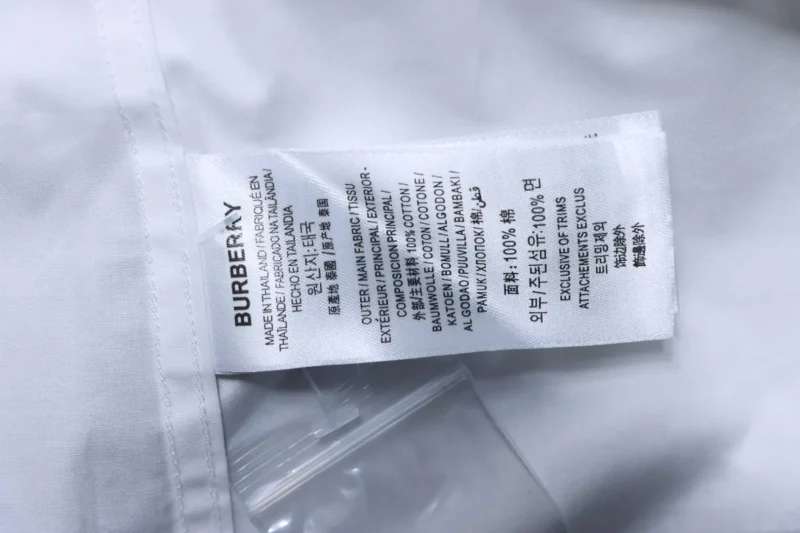 BURBERRY
MADE IN THAILAND / FABRIQUÉ EN
THAÏLANDE / FABRICADO NA TAILÂNDIA /
HECHO EN TAILANDIA
원산지: 태국
原產地 泰國 / 原产地 泰国
OUTER / MAIN FABRIC / TISSU
EXTÉRIEUR / PRINCIPAL / EXTERIOR -
COMPOSICION PRINCIPAL /
外部/主要材料 100% COTTON /
BAUMWOLLE / COTON / COTONE /
KATOEN / BOMULL / ALGODON /
ALGODAO / PUUVILLA / BAMBAKI /
PAMUK / ХЛОПОК / 棉 / قطن
面料: 100% 棉
외부 / 주된섬유: 100% 면
EXCLUSIVE OF TRIMS
ATTACHEMENTS EXCLUS
트리밍제외
饰边除外
飾邊除外